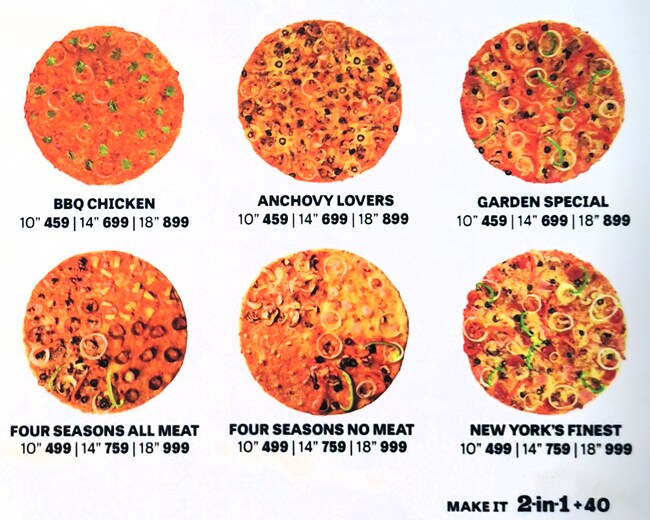 BBQ CHICKEN
10" 459 | 14" 699 | 18" 899
ANCHOVY LOVERS
10" 459 | 14" 699 | 18" 899
GARDEN SPECIAL
10" 459 | 14" 699 | 18" 899
FOUR SEASONS ALL MEAT
10" 499 | 14" 759 | 18" 999
FOUR SEASONS NO MEAT
10" 499 | 14" 759 | 18" 999
NEW YORK'S FINEST
10" 499 | 14" 759 | 18" 999
MAKE IT 2-in-1 +40